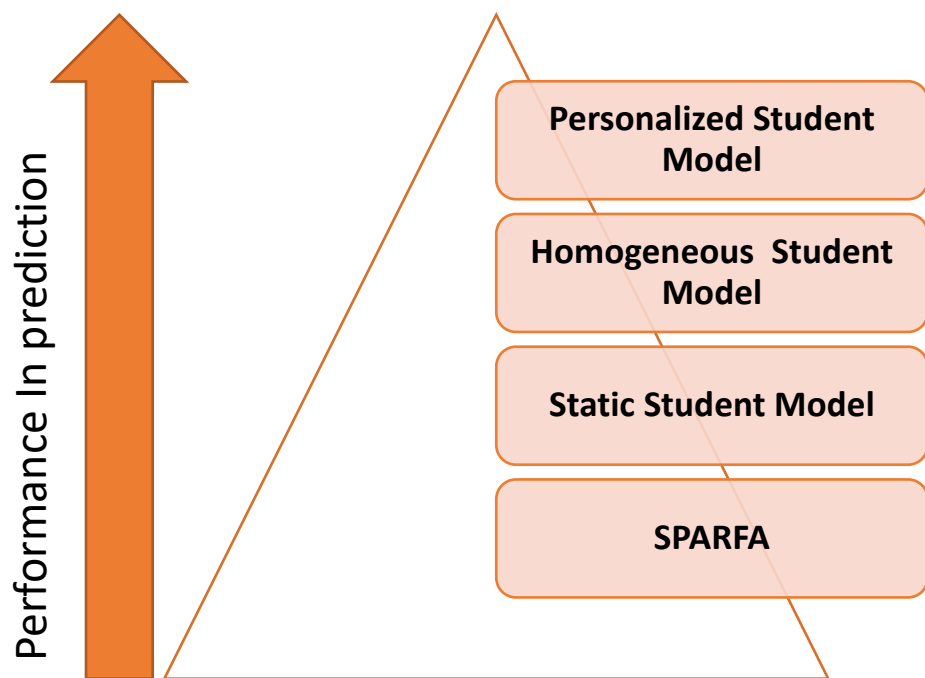 Performance In prediction
Personalized Student
Model
Homogeneous  Student
Model
Static Student Model
SPARFA